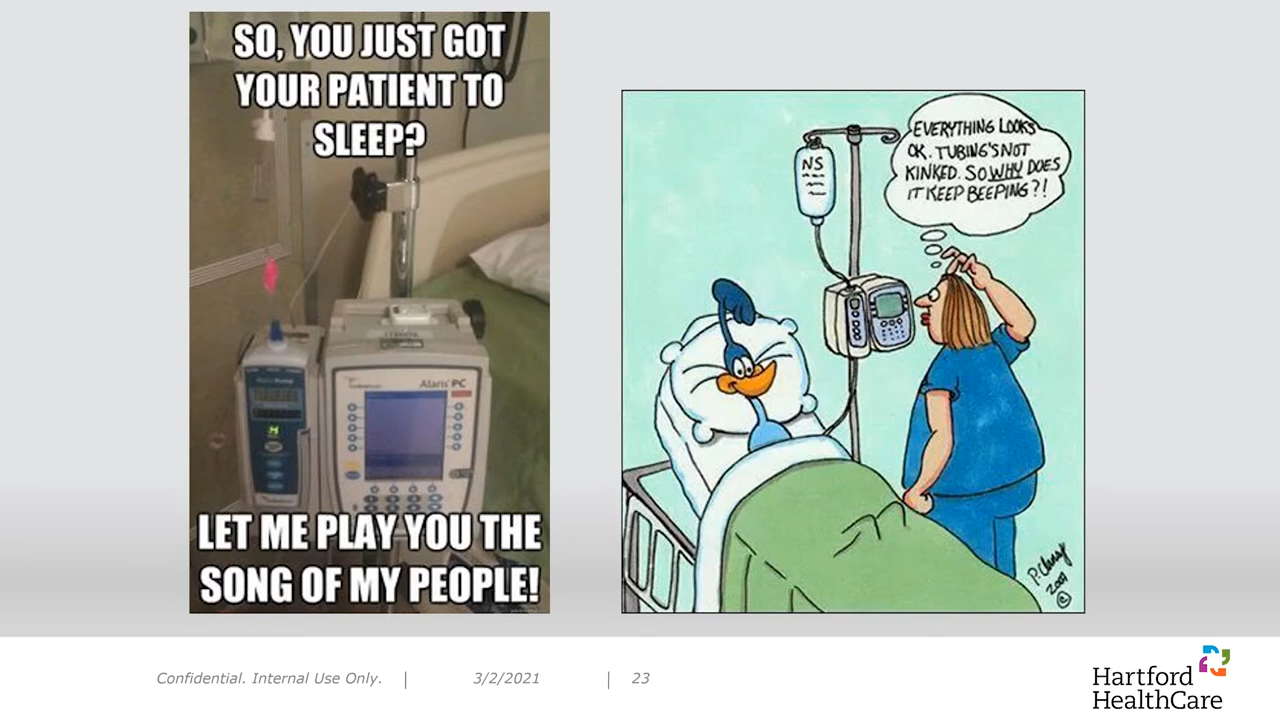 SO, YOU JUST GOT
YOUR PATIENT TO
SLEEP?
Alaris PC
LET ME PLAY YOU THE
SONG OF MY PEOPLE!
EVERYTHING LOOKS
OK. TUBING'S NOT
KINKED. SO WHY DOES
IT KEEP BEEPING?!
NS
Confidential. Internal Use Only. | 3/2/2021 | 23
Hartford
HealthCare